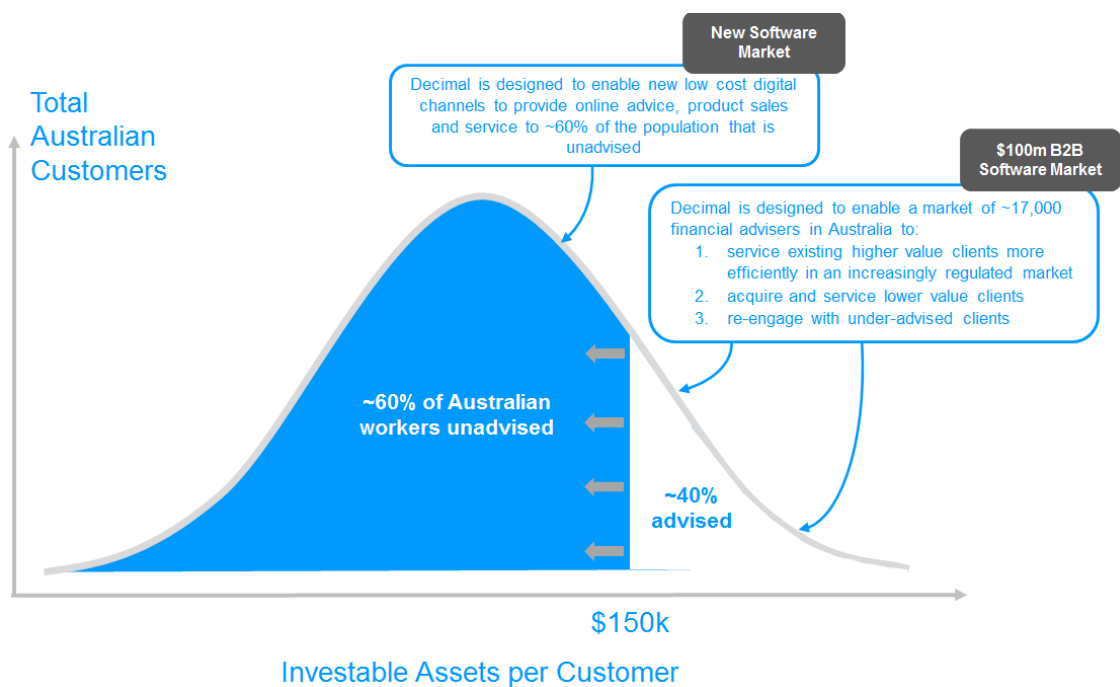 New Software
Market
Decimal is designed to enable new low cost digital
channels to provide online advice, product sales
and service to ~60% of the population that is
unadvised
Total
Australian
Customers
$100m B2B
Software Market
Decimal is designed to enable a market of ~17,000
financial advisers in Australia to:
1. service existing higher value clients more
efficiently in an increasingly regulated market
2. acquire and service lower value clients
3. re-engage with under-advised clients
~60% of Australian
workers unadvised
~40%
advised
$150k
Investable Assets per Customer